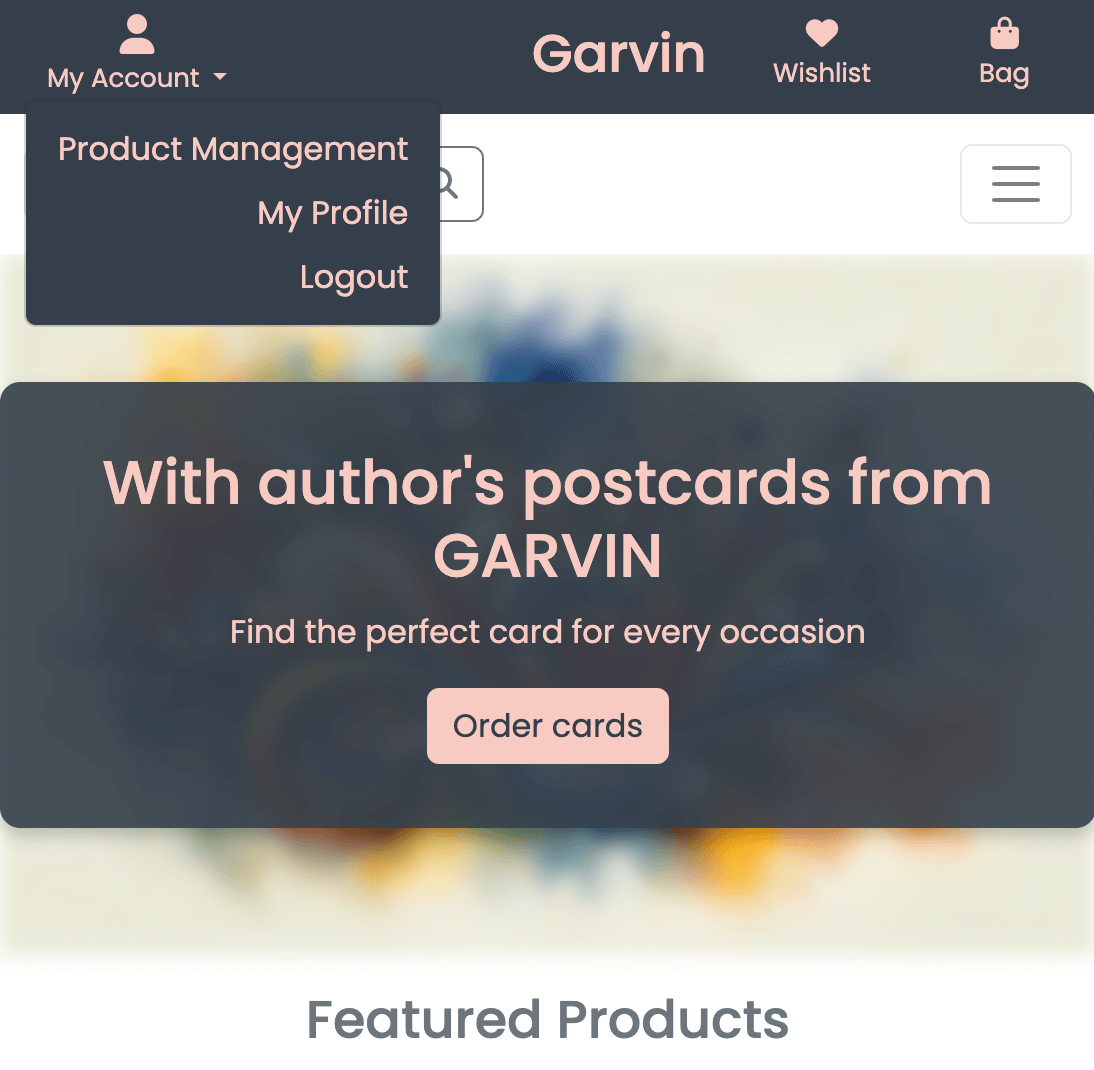 Garvin
My Account
Wishlist
Bag
Product Management
My Profile
Logout
With author's postcards from
GARVIN
Find the perfect card for every occasion
Order cards
Featured Products